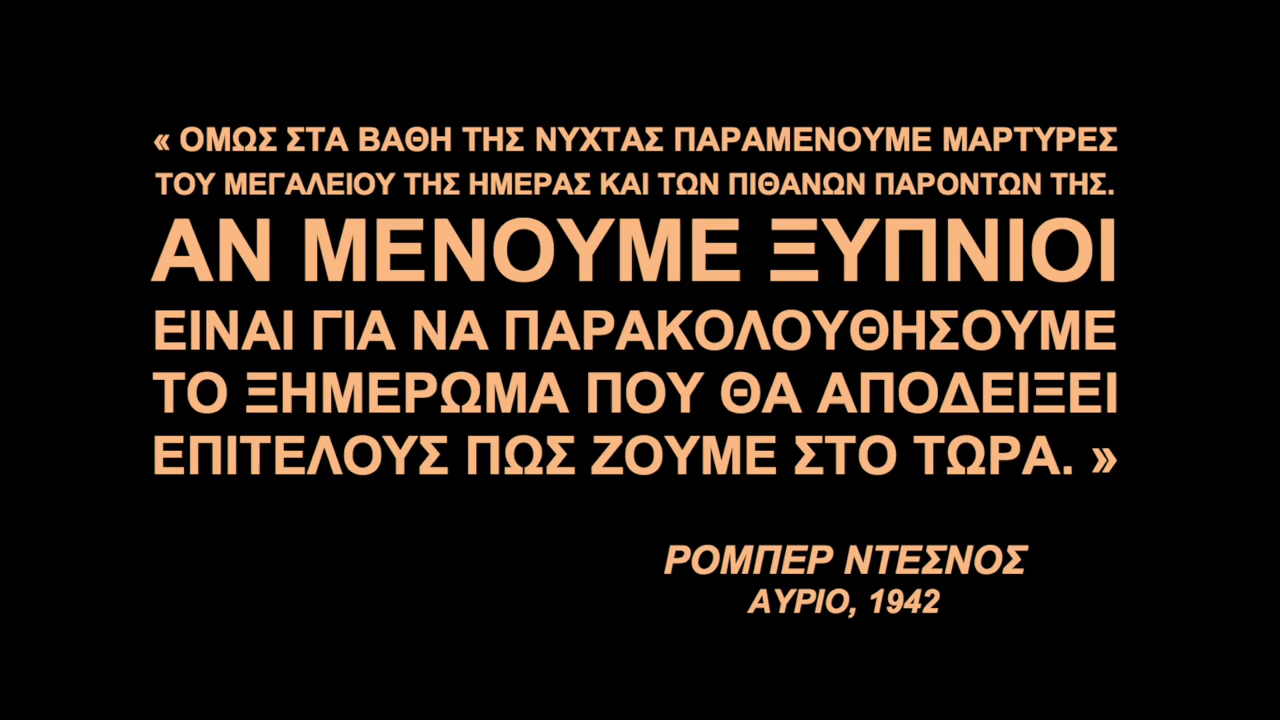 « ΟΜΩΣ ΣΤΑ ΒΑΘΗ ΤΗΣ ΝΥΧΤΑΣ ΠΑΡΑΜΕΝΟΥΜΕ ΜΑΡΤΥΡΕΣ
ΤΟΥ ΜΕΓΑΛΕΙΟΥ ΤΗΣ ΗΜΕΡΑΣ ΚΑΙ ΤΩΝ ΠΙΘΑΝΩΝ ΠΑΡΟΝΤΩΝ ΤΗΣ.
ΑΝ ΜΕΝΟΥΜΕ ΞΥΠΝΙΟΙ
ΕΙΝΑΙ ΓΙΑ ΝΑ ΠΑΡΑΚΟΛΟΥΘΗΣΟΥΜΕ
ΤΟ ΞΗΜΕΡΩΜΑ ΠΟΥ ΘΑ ΑΠΟΔΕΙΞΕΙ
ΕΠΙΤΕΛΟΥΣ ΠΩΣ ΖΟΥΜΕ ΣΤΟ ΤΩΡΑ. »
ΡΟΜΠΕΡ ΝΤΕΣΝΟΣ
ΑΥΡΙΟ, 1942